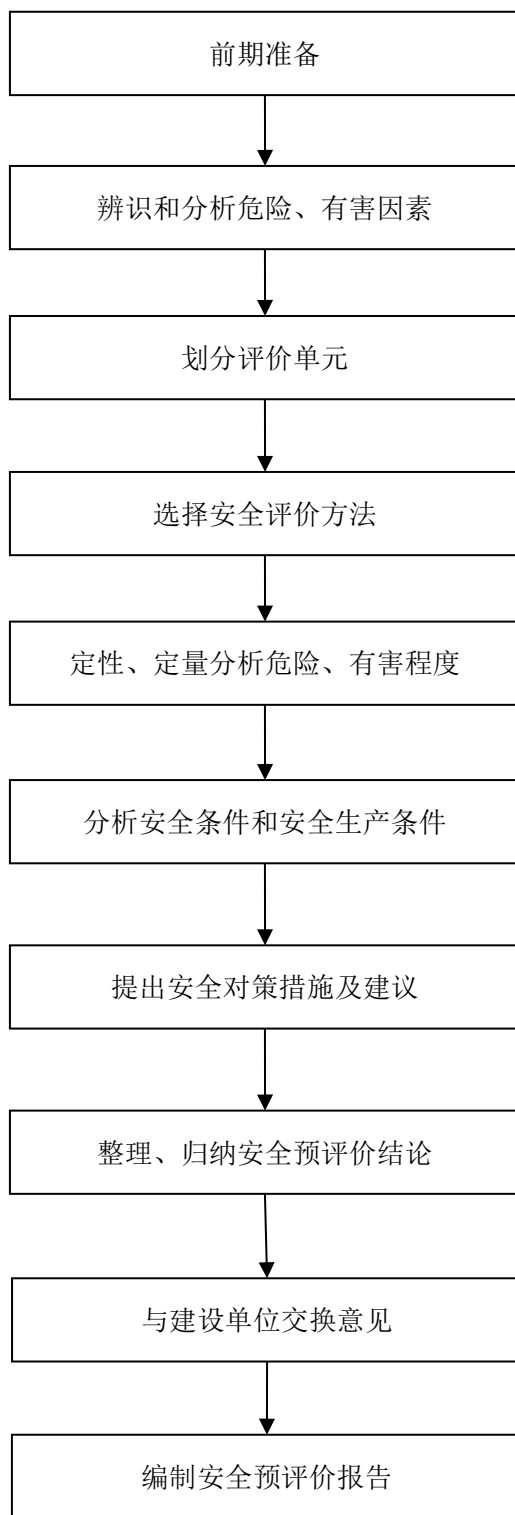 前期准备
辨识和分析危险、有害因素
划分评价单元
选择安全评价方法
定性、定量分析危险、有害程度
分析安全条件和安全生产条件
提出安全对策措施及建议
整理、归纳安全预评价结论
与建设单位交换意见
编制安全预评价报告